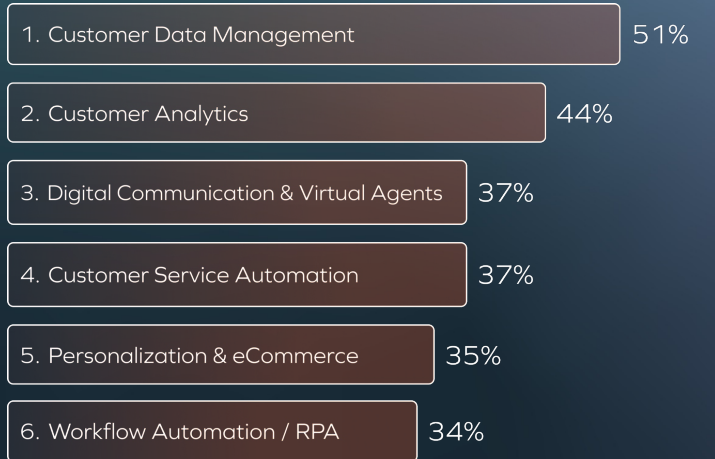 1. Customer Data Management 51%
2. Customer Analytics 44%
3. Digital Communication & Virtual Agents 37%
4. Customer Service Automation 37%
5. Personalization & eCommerce 35%
6. Workflow Automation / RPA 34%